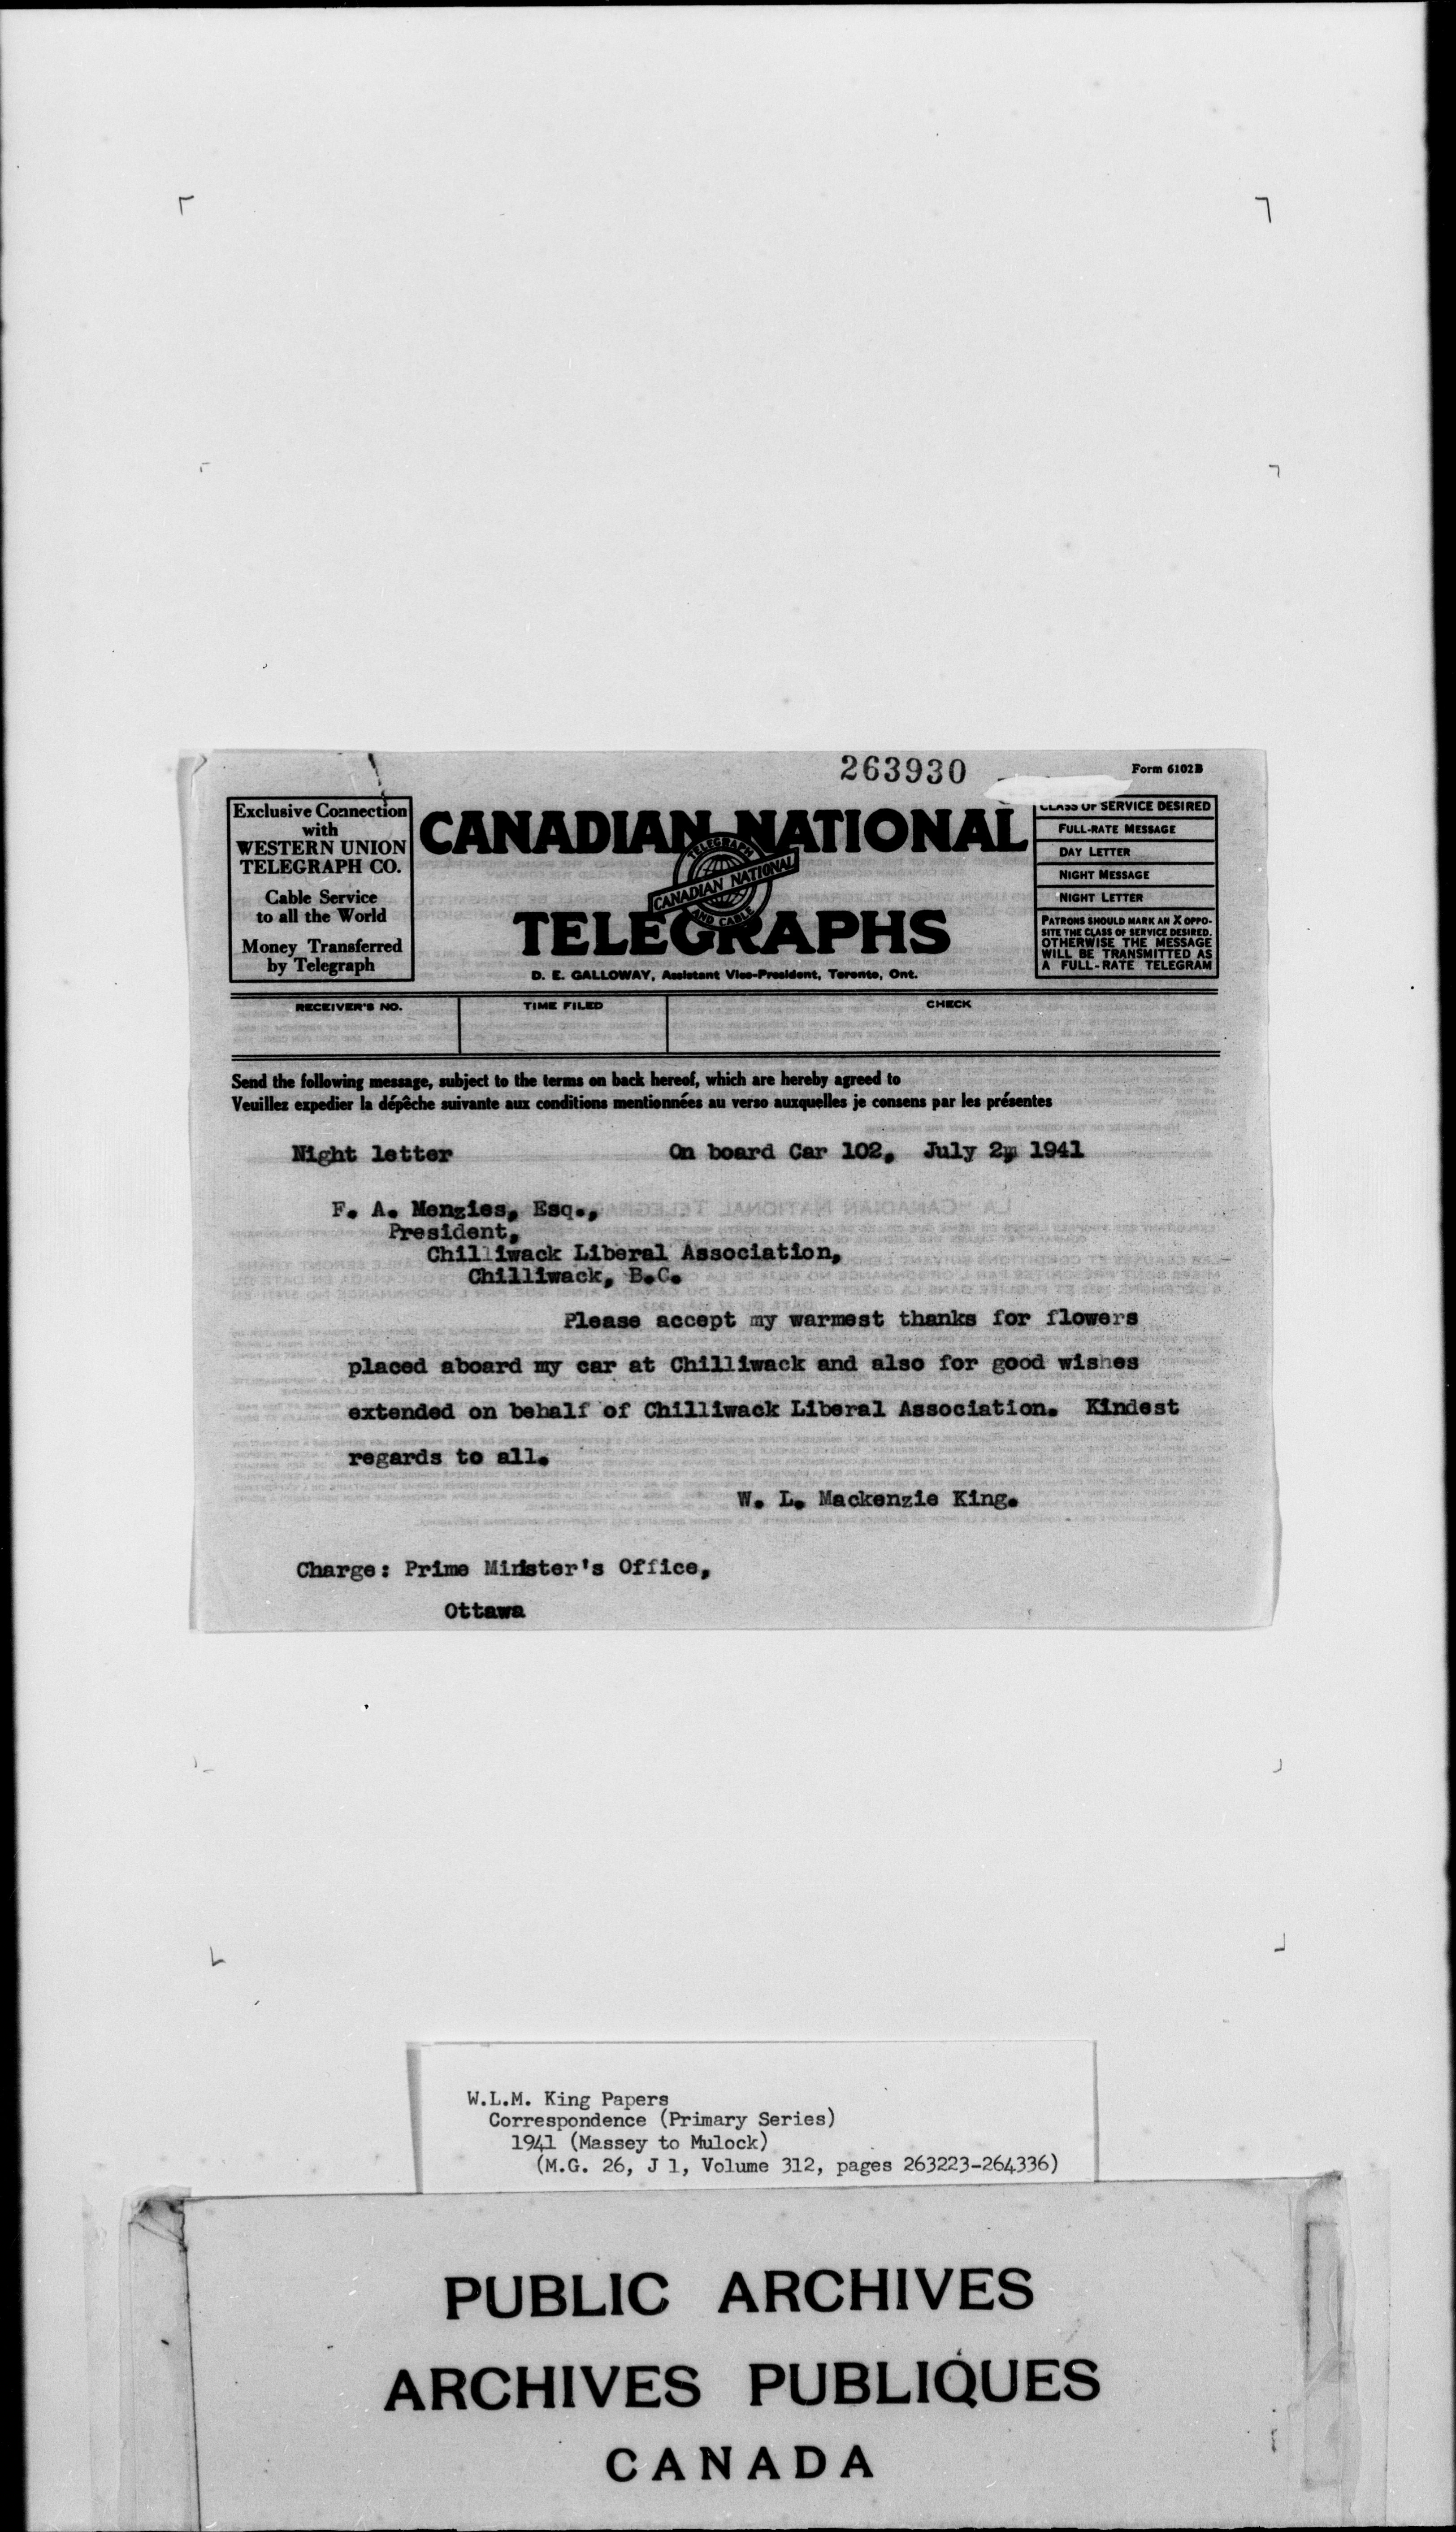 263930
Form 6102B
Exclusive Connection
with
WESTERN UNION
TELEGRAPH CO.
Cable Service
to all the World
Money Transferred
by Telegraph
CANADIAN NATIONAL
TELEGRAPH
CANADIAN NATIONAL
AND CABLE
TELEGRAPHS
D. E. GALLOWAY, Assistant Vice-President, Toronto, Ont.
CLASS OF SERVICE DESIRED
FULL-RATE MESSAGE
DAY LETTER
NIGHT MESSAGE
NIGHT LETTER
PATRONS SHOULD MARK AN X OPPO-
SITE THE CLASS OF SERVICE DESIRED.
OTHERWISE THE MESSAGE
WILL BE TRANSMITTED AS
A FULL-RATE TELEGRAM
RECEIVER'S NO.
TIME FILED
CHECK
Send the following message, subject to the terms on back hereof, which are hereby agreed to
Veuillez expedier la dépêche suivante aux conditions mentionnées au verso auxquelles je consens par les présentes
Night letter
On board Car 102, July 2, 1941
F. A. Menzies, Esq.,
President,
Chilliwack Liberal Association,
Chilliwack, B.C.
Please accept my warmest thanks for flowers
placed aboard my car at Chilliwack and also for good wishes
extended on behalf of Chilliwack Liberal Association. Kindest
regards to all.
W. L. Mackenzie King.
Charge: Prime Minister's Office,
Ottawa
W.L.M. King Papers
Correspondence (Primary Series)
1941 (Massey to Mulock)
(M.G. 26, J 1, Volume 312, pages 263223-264336)
PUBLIC ARCHIVES
ARCHIVES PUBLIQUES
CANADA